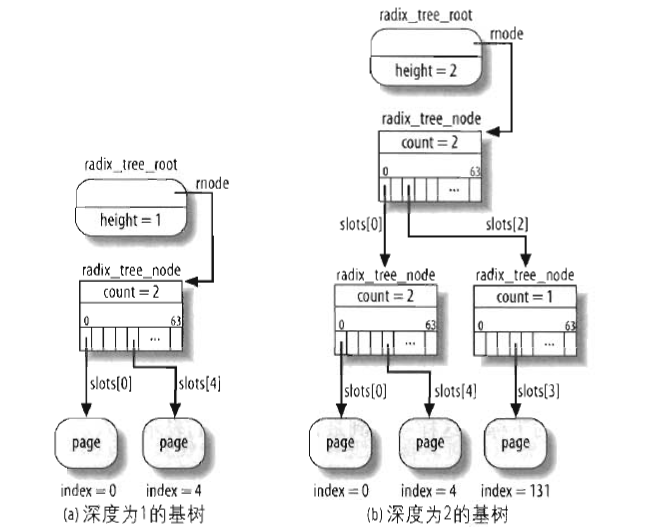 radix_tree_root
rnode
height = 1
radix_tree_node
count = 2
0 63
...
slots[0] slots[4]
page page
index = 0 index = 4
(a) 深度为1的基树
radix_tree_root
rnode
height = 2
radix_tree_node
count = 2
0 63
...
slots[0] slots[2]
radix_tree_node radix_tree_node
count = 2 count = 1
0 63 0 63
... ...
slots[0] slots[4] slots[3]
page page page
index = 0 index = 4 index = 131
(b) 深度为2的基树